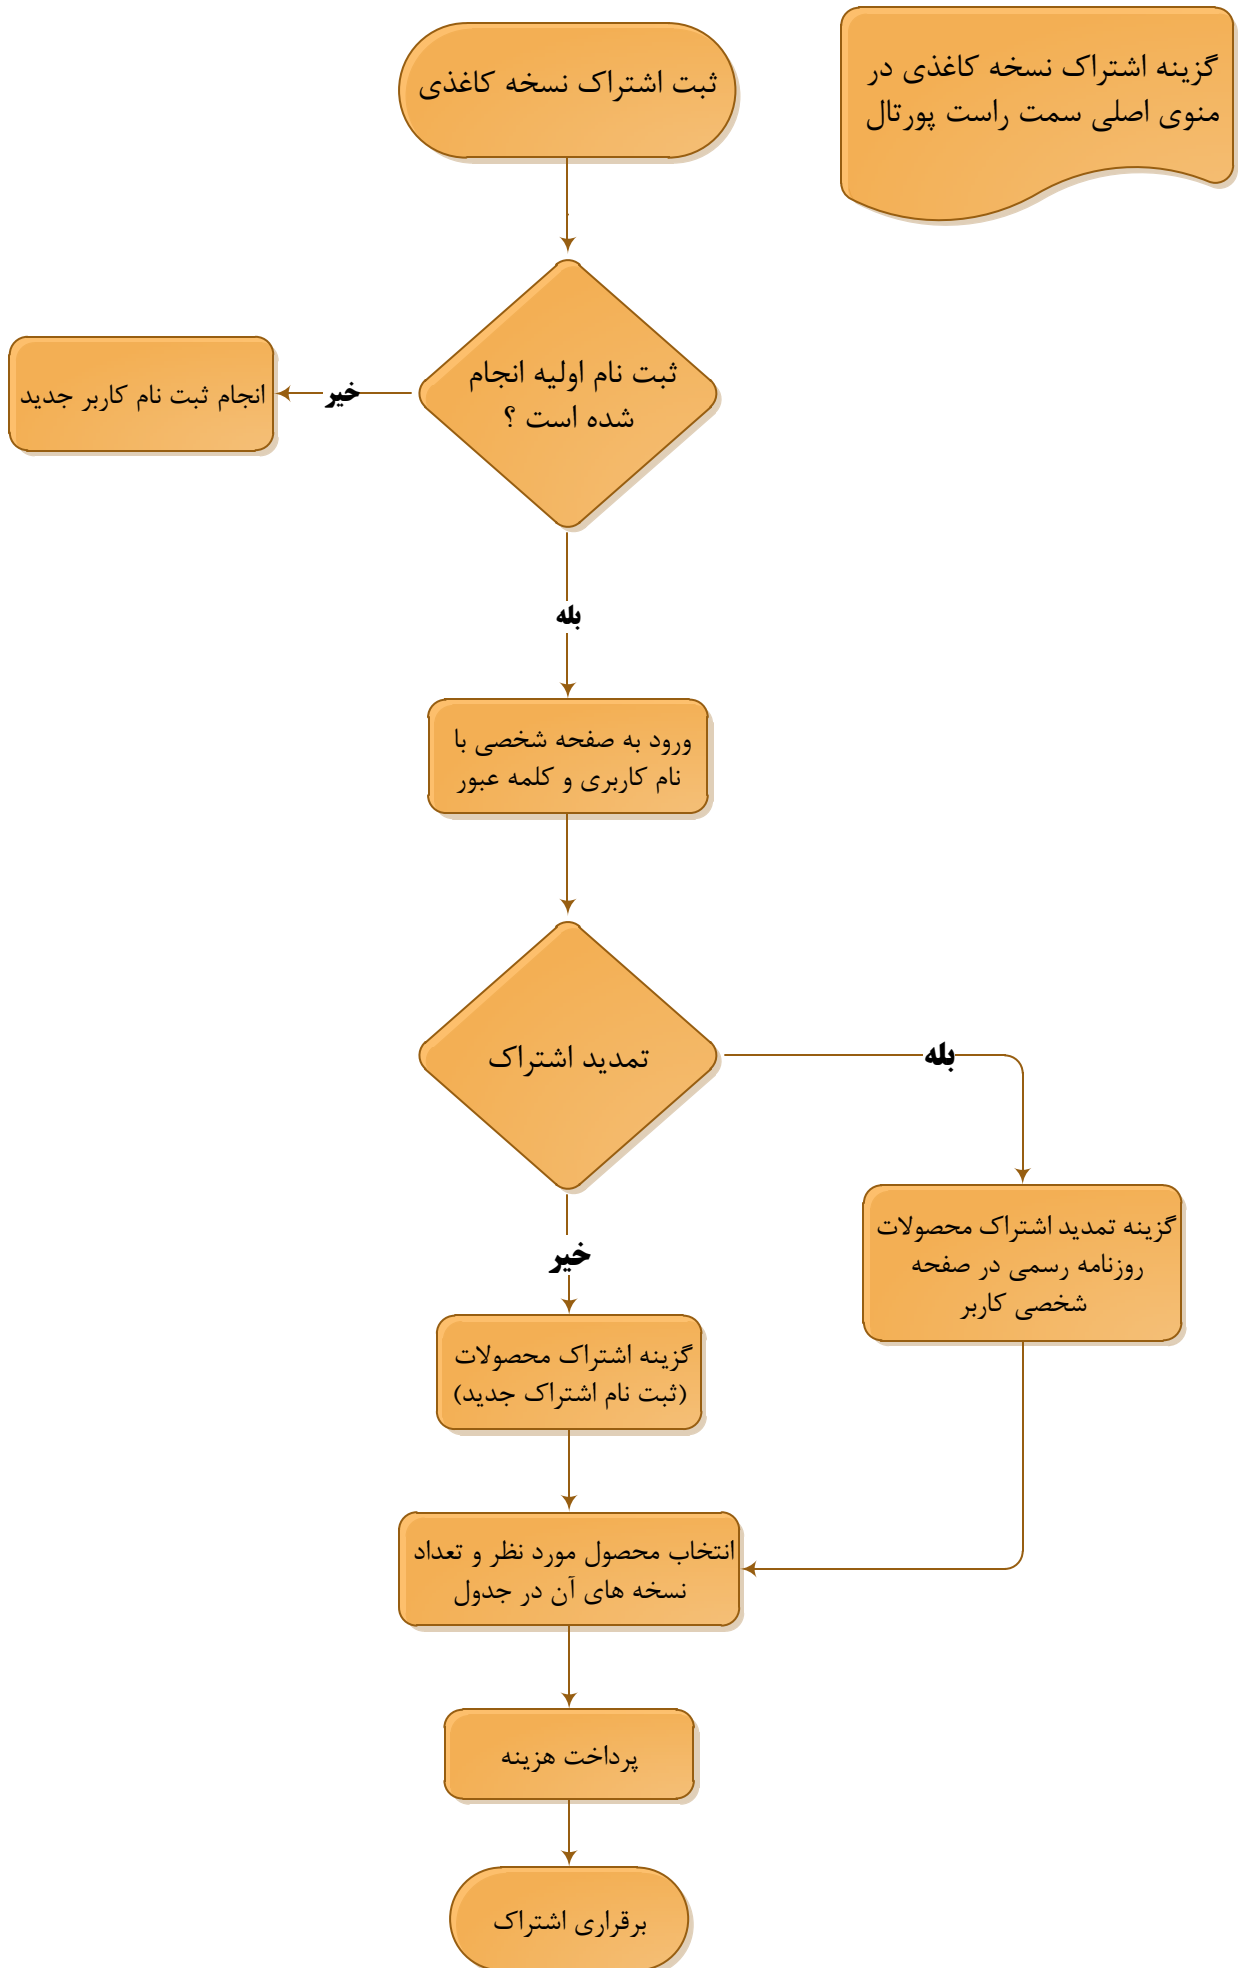 گزینه اشتراک نسخه کاغذی در
منوی اصلی سمت راست پورتال
ثبت اشتراک نسخه کاغذی
ثبت نام اولیه انجام
شده است ؟
خیر
انجام ثبت نام کاربر جدید
بله
ورود به صفحه شخصی با
نام کاربری و کلمه عبور
تمدید اشتراک
بله
گزینه تمدید اشتراک محصولات
روزنامه رسمی در صفحه
شخصی کاربر
خیر
گزینه اشتراک محصولات
(ثبت نام اشتراک جدید)
انتخاب محصول مورد نظر و تعداد
نسخه های آن در جدول
پرداخت هزینه
برقراری اشتراک